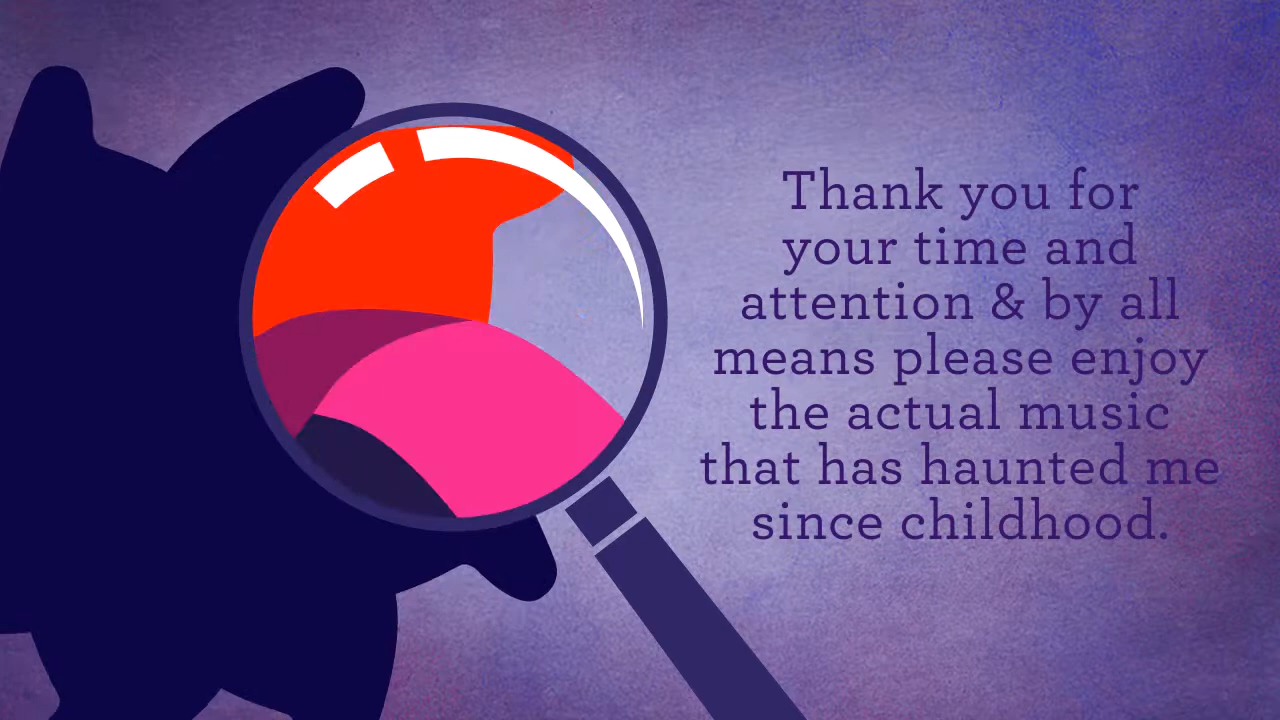 Thank you for
your time and
attention & by all
means please enjoy
the actual music
that has haunted me
since childhood.